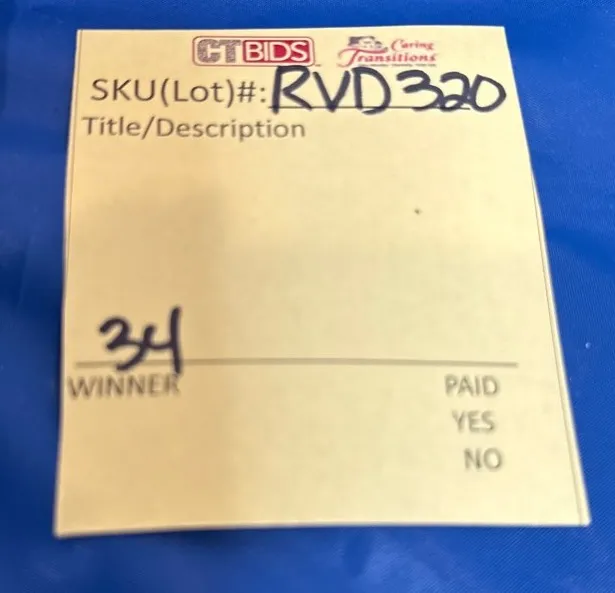 CTBIDS Caring Transitions
SKU(Lot)#: RVD320
Title/Description
34
WINNER PAID
YES
NO